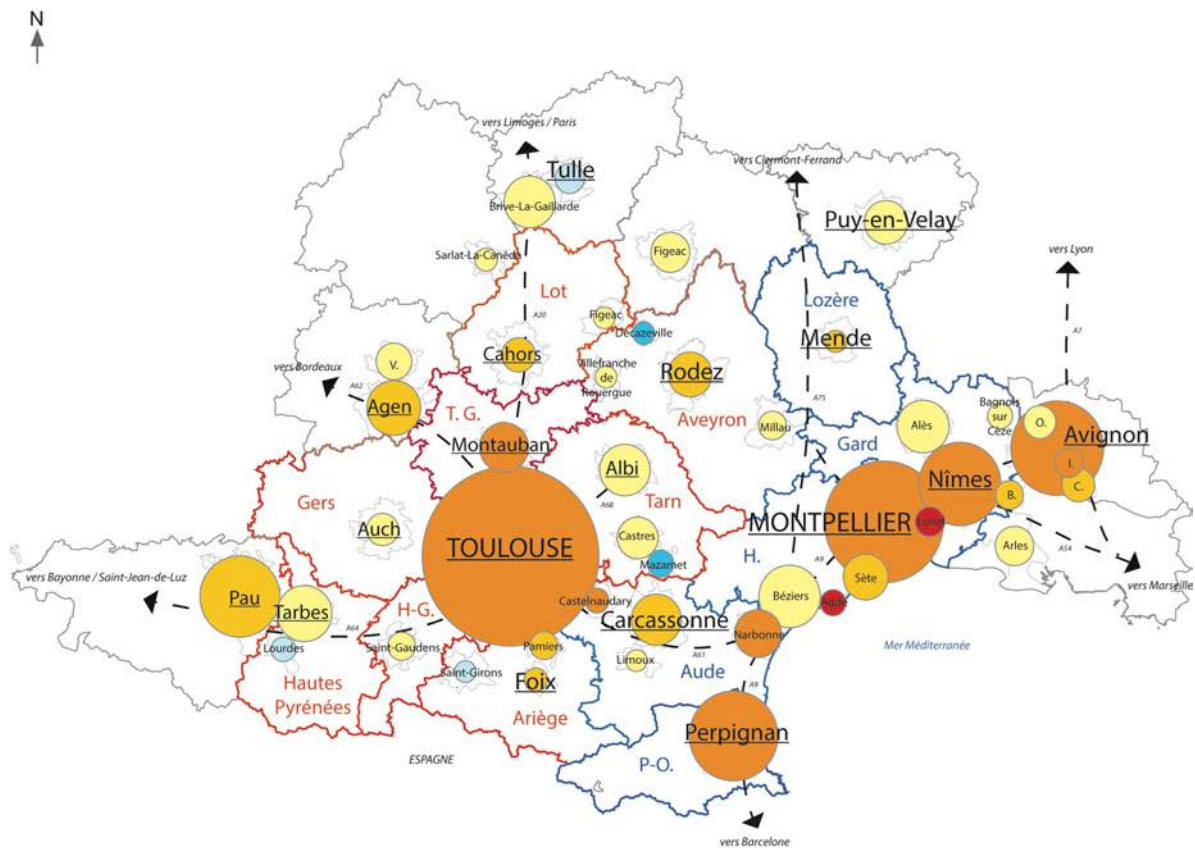 N
vers Limoges / Paris
Tulle
Brive-La-Gaillarde
vers Clermont-Ferrand
Puy-en-Velay
Sarlat-La-Canéda
Figeac
vers Lyon
Lot
Lozère
A20
Figeac
Décazeville
A7
Cahors
Mende
vers Bordeaux
V.
A62
Villefranche
de
Rouergue
Rodez
Agen
T. G.
Aveyron
A75
Millau
Bagnols
sur
Cèze
Alès
O.
Avignon
Gard
Montauban
I.
Albi
Nîmes
C.
B.
Gers
A68
Tarn
Auch
MONTPELLIER
Lunel
Castres
TOULOUSE
H.
A9
Arles
A54
Mazamet
vers Bayonne / Saint-Jean-de-Luz
vers Marseille
Sète
Pau
Béziers
Agde
Castelnaudary
Tarbes
H-G.
Carcassonne
A64
Narbonne
Lourdes
Saint-Gaudens
Pamiers
A61
Mer Méditerranée
Limoux
Saint-Girons
Aude
Foix
A9
Hautes
Pyrénées
Ariège
Perpignan
ESPAGNE
P-O.
vers Barcelone